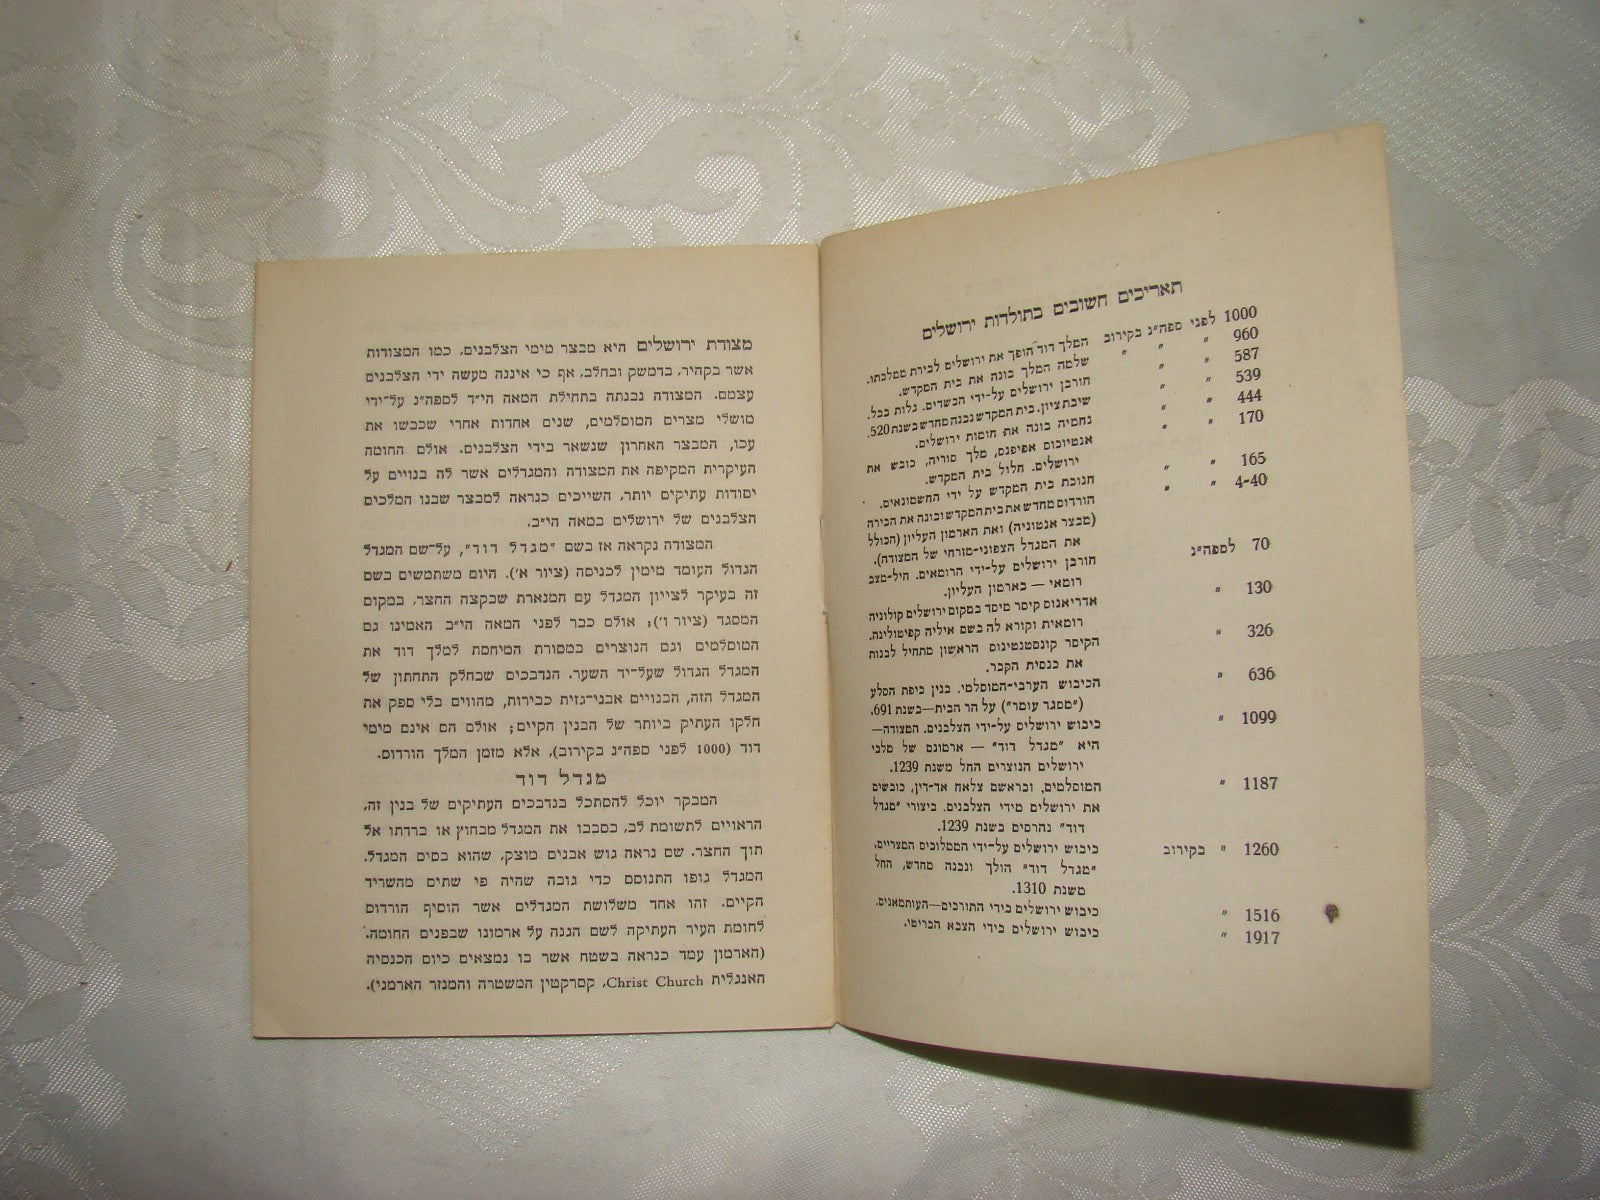 תאריכים חשובים בתולדות ירושלים
1000 לפני ספה״נ בקירוב המלך דוד הופך את ירושלים לבירת ממלכתו.
960 ״ ״ ״ שלמה המלך בונה את בית המקדש.
587 ״ ״ חורבן ירושלים על־ידי הכשדים. גלות בבל.
539 ״ ״ שיבת ציון. בית המקדש נבנה מחדש בשנת 520.
444 ״ ״ נחמיה בונה את חומות ירושלים.
170 ״ ״ אנטיוכוס אפיפנס, מלך סוריה, כובש את
ירושלים. חלול בית המקדש.
165 ״ ״ חנוכת בית המקדש על ידי החשמונאים.
4-40 ״ ״ הורדוס מחדש את בית המקדש ובונה את הבירה
(מבצר אנטוניה) ואת הארמון העליון (הכולל
את המגדל הצפוני־מזרחי של המצודה).
70 לספה״נ חורבן ירושלים על־ידי הרומאים. חיל־מצב
רומאי — בארמון העליון.
130 ״ אדריאנוס קיסר מיסד במקום ירושלים קולוניה
רומאית וקורא לה בשם איליה קפיטולינה.
326 ״ הקיסר קונסטנטינוס הראשון מתחיל לבנות
את כנסית הקבר.
636 ״ הכיבוש הערבי־המוסלמי. בנין כיפת הסלע
(״מסגד עומר״) על הר הבית—בשנת 691.
1099 ״ כיבוש ירושלים על־ידי הצלבנים. המצודה—
היא ״מגדל דוד״ — ארמונם של מלכי
ירושלים הנוצרים החל משנת 1239.
1187 ״ המוסלמים, ובראשם צלאח אד־דין, כובשים
את ירושלים מידי הצלבנים. ביצורי ״מגדל
דוד״ נהרסים בשנת 1239.
1260 ״ בקירוב כיבוש ירושלים על־ידי הממלוכים המצריים,
״מגדל דוד״ הולך ונבנה מחדש, החל
משנת 1310.
1516 ״ כיבוש ירושלים בידי התורכים—העותמאנים.
1917 ״ כיבוש ירושלים בידי הצבא הבריטי.
מצודת ירושלים היא מבצר מימי הצלבנים, כמו המצודות
אשר בקהיר, בדמשק ובחלב, אף כי איננה מעשה ידי הצלבנים
עצמם. המצודה נבנתה בתחילת המאה הי״ד לספה״נ על־ידי
מושלי מצרים המוסלמים, שנים אחדות אחרי שכבשו את
עכו, המבצר האחרון שנשאר בידי הצלבנים. אולם החומה
העיקרית המקיפה את המצודה והמגדלים אשר לה בנויים על
יסודות עתיקים יותר, השייכים כנראה למבצר שבנו המלכים
הצלבנים של ירושלים במאה הי״ב.
המצודה נקראה אז בשם ״מגדל דוד״, על־שם המגדל
הגדול העומד מימין לכניסה (ציור א׳). היום משתמשים בשם
זה בעיקר לציון המגדל עם המנארת שבקצה החצר, במקום
המסגד (ציור ו׳); אולם כבר לפני המאה הי״ב האמינו גם
המוסלמים וגם הנוצרים במסורת המיחסת למלך דוד את
המגדל הגדול שעל־יד השער. הנדבכים שבחלק התחתון של
המגדל הזה, הבנויים אבני־גזית כבירות, מהווים בלי ספק את
חלקו העתיק ביותר של הבנין הקיים; אולם הם אינם מימי
דוד (1000 לפני ספה״נ בקירוב), אלא מזמן המלך הורדוס.
מגדל דוד
המבקר יוכל להסתכל בנדבכים העתיקים של בנין זה,
הראויים לתשומת לב, בסבבו את המגדל מבחוץ או ברדתו אל
תוך החצר. שם נראה גוש אבנים מוצק, שהוא בסיס המגדל.
המגדל גופו התנוסס כדי גובה שהיה פי שתים מהשריד
הקיים. זהו אחד משלושת המגדלים אשר הוסיף הורדוס
לחומת העיר העתיקה לשם הגנה על ארמונו שבפנים החומה.
(הארמון עמד כנראה בשטח אשר בו נמצאים כיום הכנסיה
האנגלית Christ Church, קסרקטין המשטרה והמנזר הארמני).